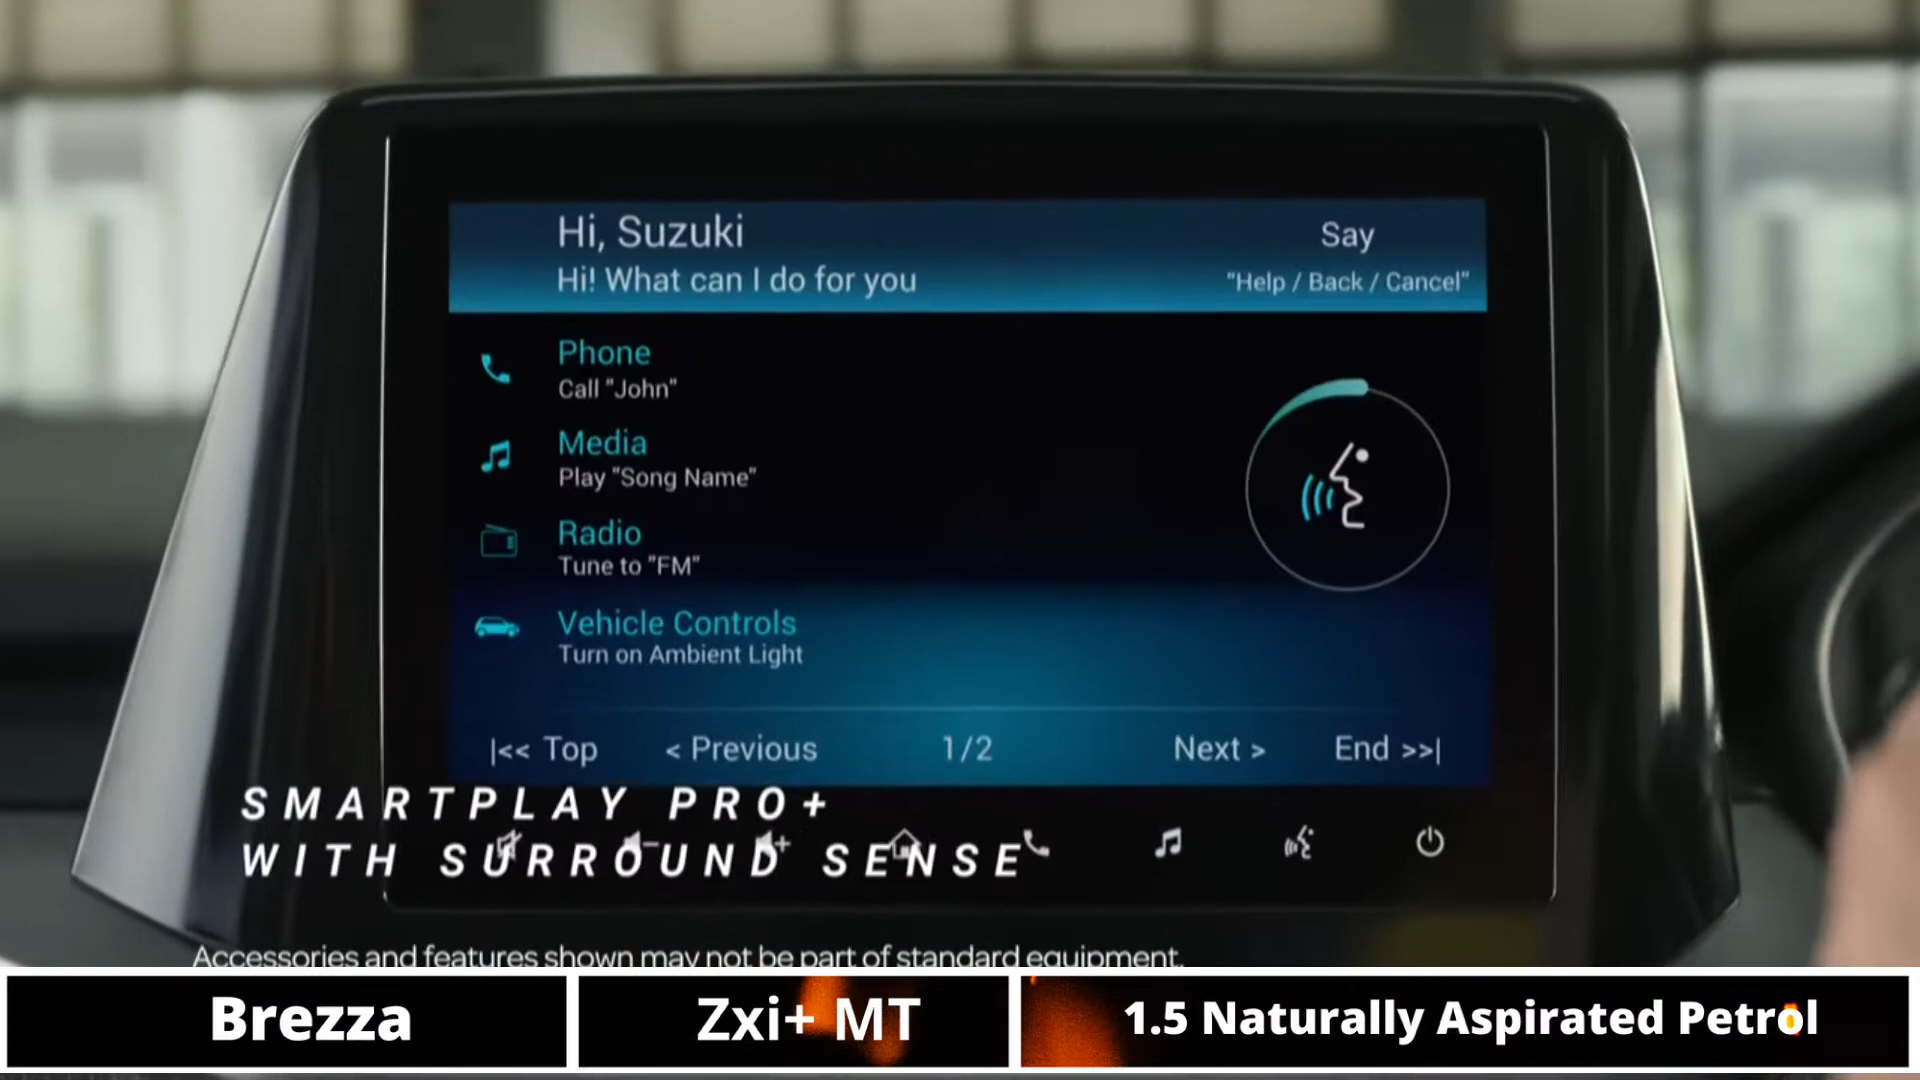 Hi, Suzuki
Say
Hi! What can I do for you
"Help / Back / Cancel"
Phone
Call "John"
Media
Play "Song Name"
Radio
Tune to "FM"
Vehicle Controls
Turn on Ambient Light
|<< Top < Previous 1/2 Next > End >>|
SMARTPLAY PRO+
WITH SURROUND SENSE
Accessories and features shown may not be part of standard equipment.
Brezza Zxi+ MT 1.5 Naturally Aspirated Petrol